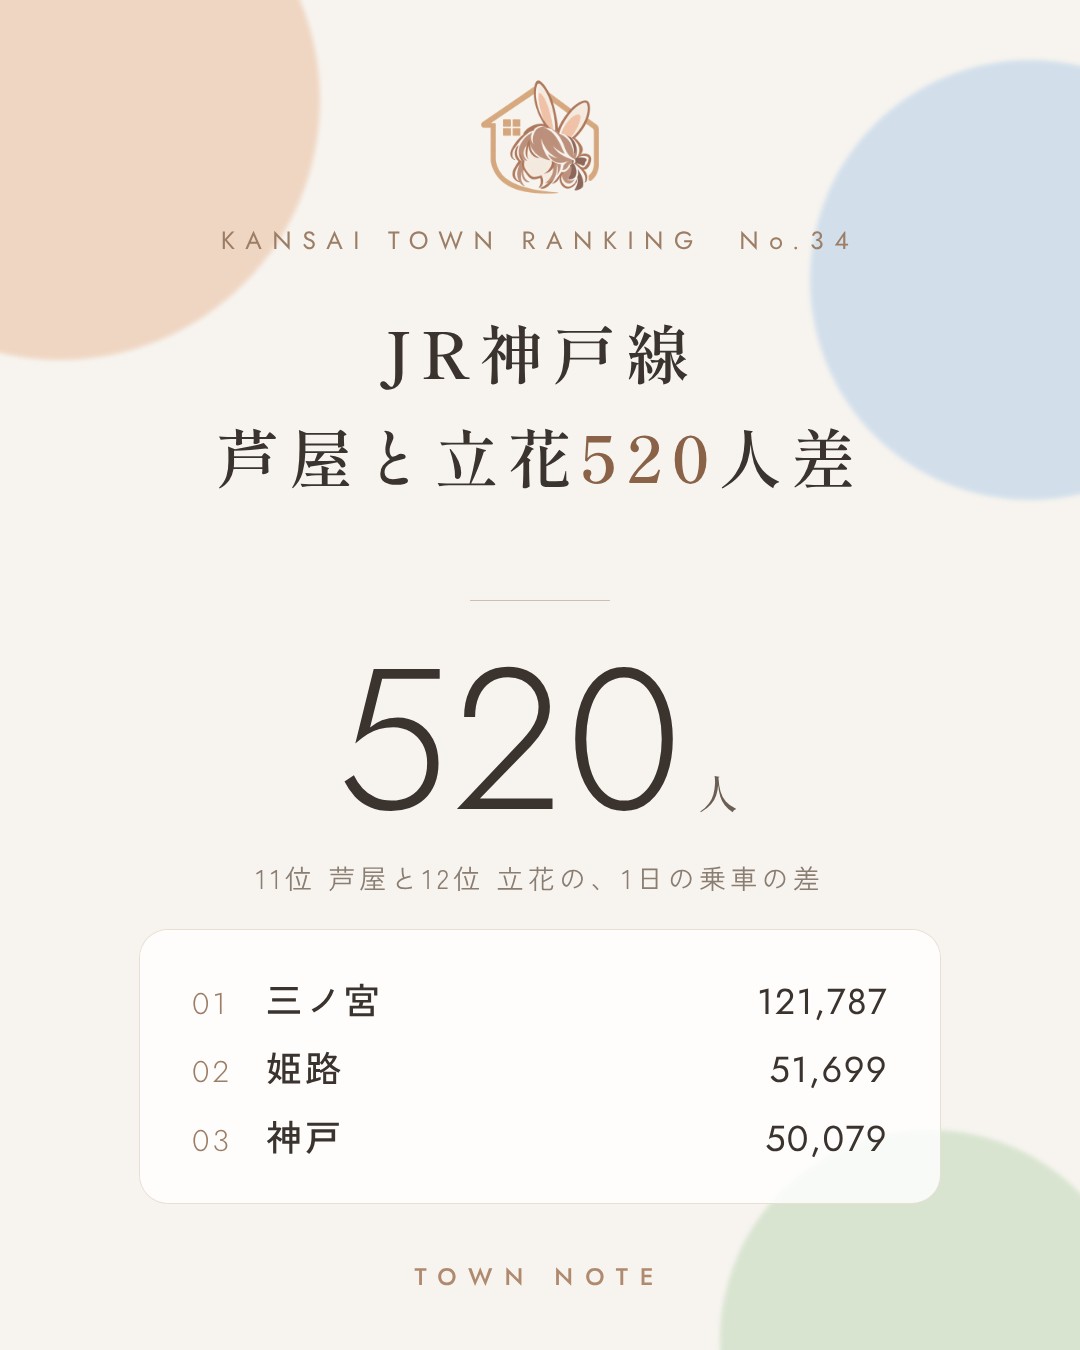 KANSAI TOWN RANKING No.34
JR神戸線
芦屋と立花520人差
520人
11位 芦屋と12位 立花の、1日の乗車の差
01 三ノ宮 121,787
02 姫路 51,699
03 神戸 50,079
TOWN NOTE